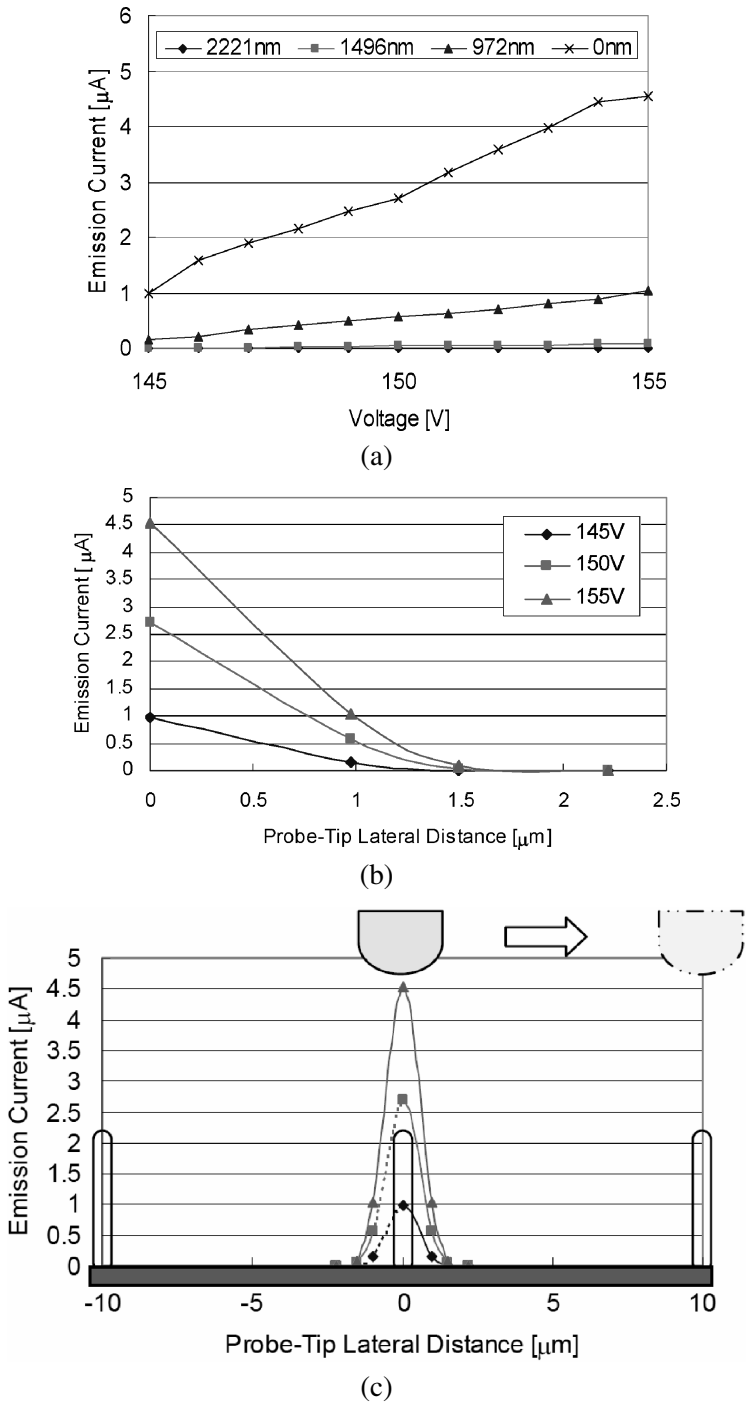 6
5
4
3
2
1
0
Emission Current [μA]
2221nm 1496nm 972nm 0nm
145 150 155
Voltage [V]
(a)
5
4.5
4
3.5
3
2.5
2
1.5
1
0.5
0
Emission Current [μA]
145V
150V
155V
0 0.5 1 1.5 2 2.5
Probe-Tip Lateral Distance [μm]
(b)
5
4.5
4
3.5
3
2.5
2
1.5
1
0.5
0
Emission Current [μA]
-10 -5 0 5 10
Probe-Tip Lateral Distance [μm]
(c)